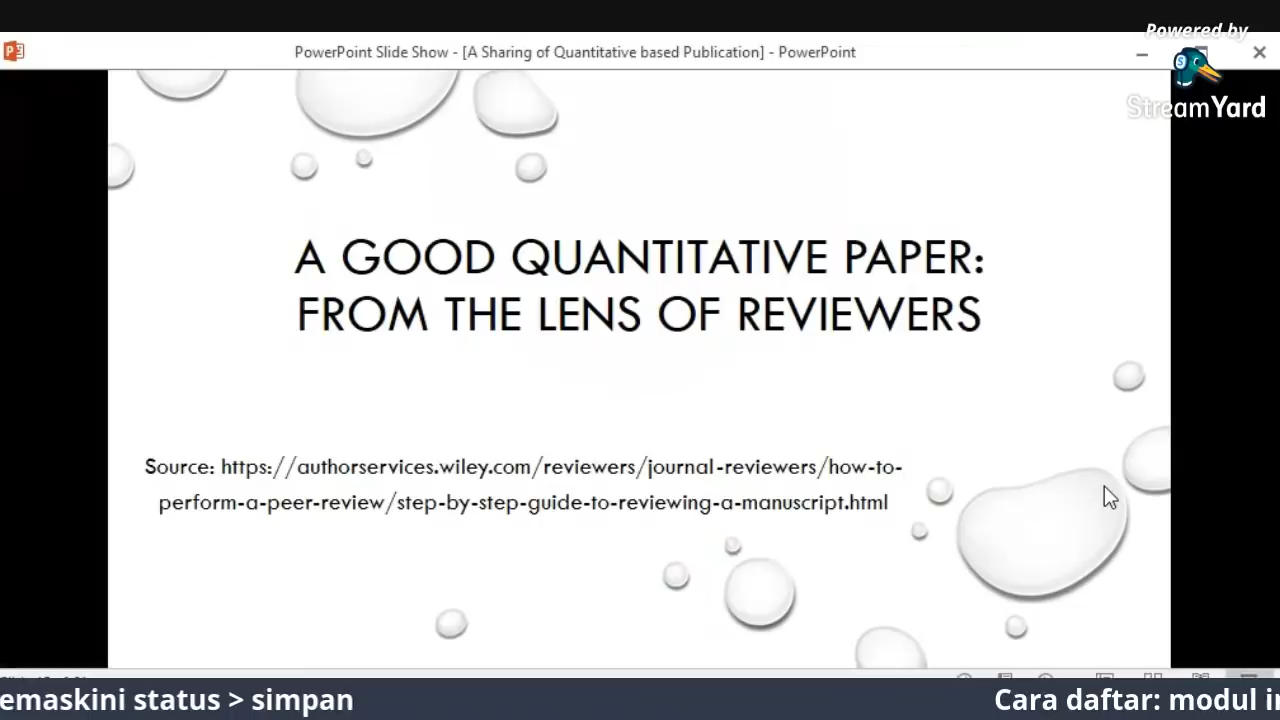 Powered by
PowerPoint Slide Show - [A Sharing of Quantitative based Publication] - PowerPoint
StreamYard
A GOOD QUANTITATIVE PAPER:
FROM THE LENS OF REVIEWERS
Source: https://authorservices.wiley.com/reviewers/journal-reviewers/how-to-
perform-a-peer-review/step-by-step-guide-to-reviewing-a-manuscript.html
emaskini status > simpan
Cara daftar: modul i